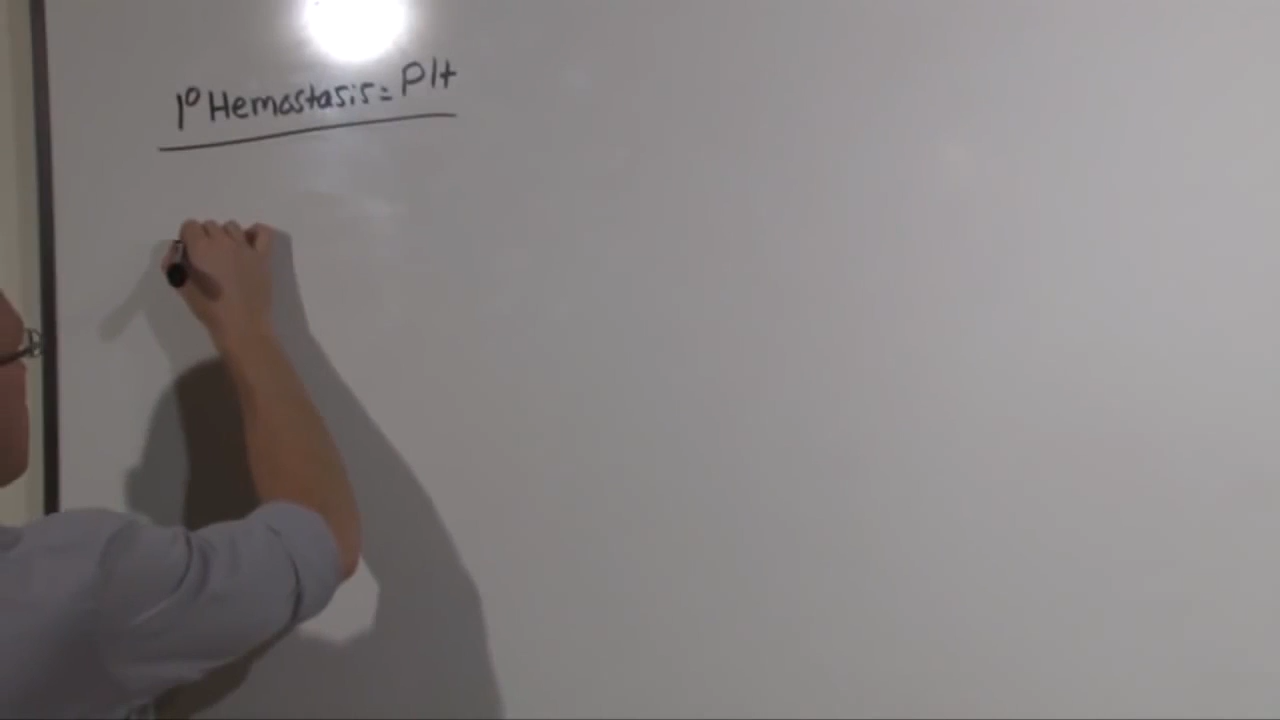 1° Hemostasis = Plt